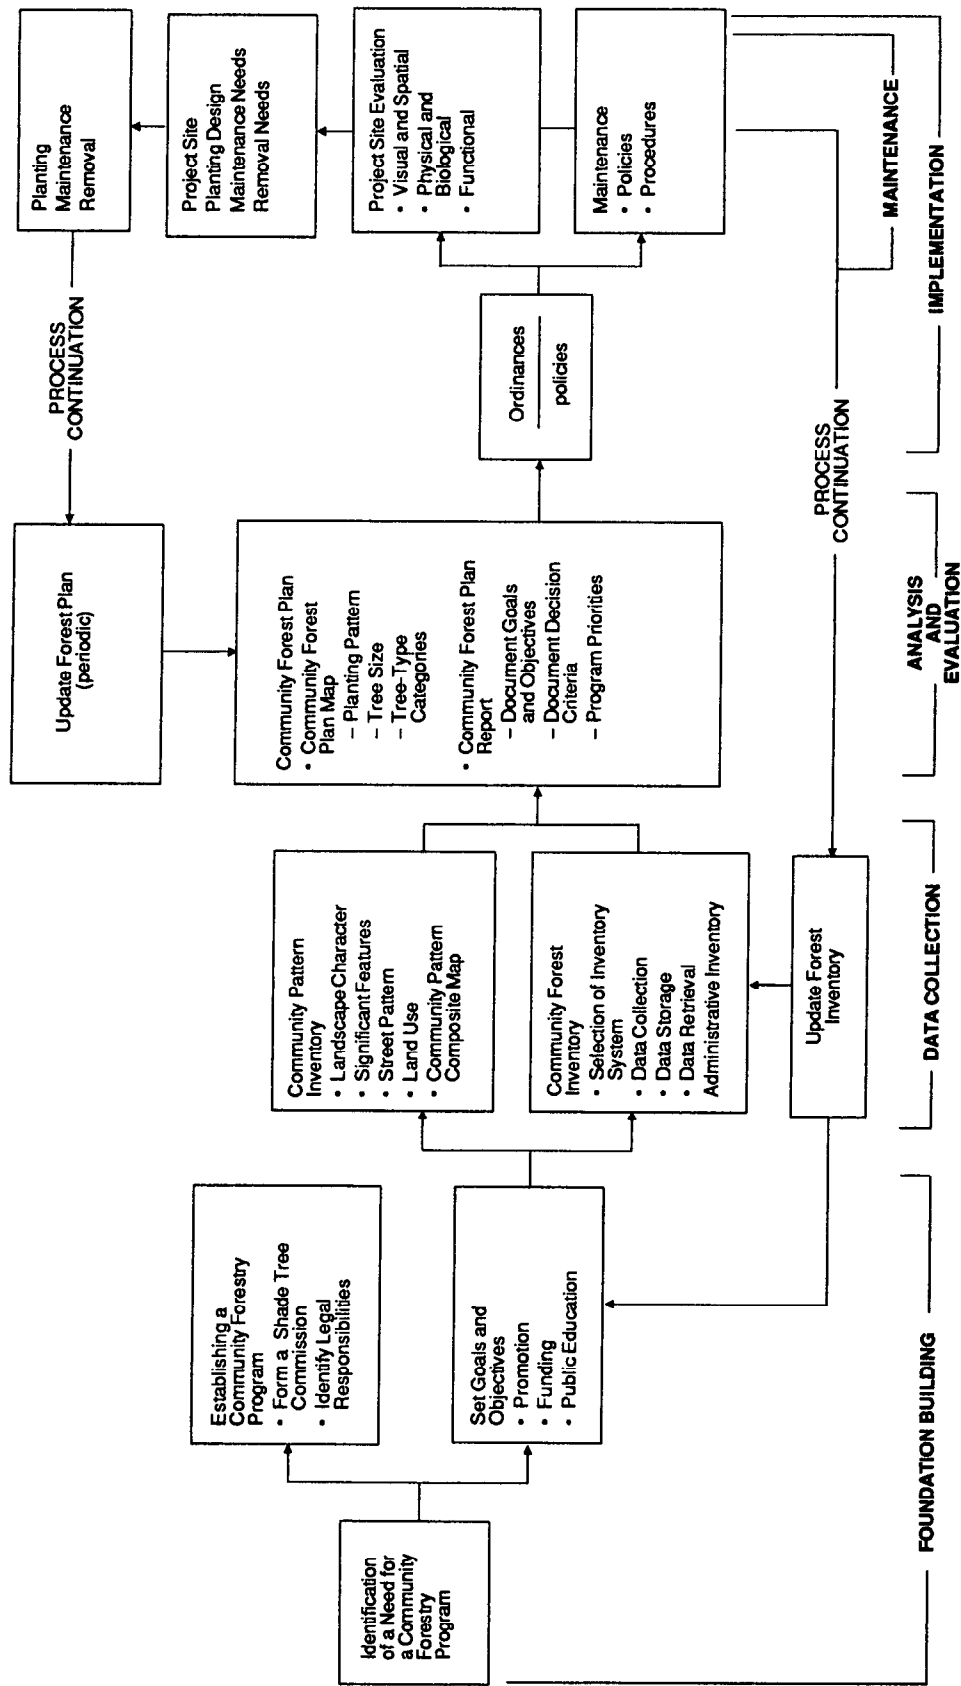 Identification
of a Need for
a Community
Forestry
Program
Establishing a
Community Forestry
Program
• Form a Shade Tree
Commission
• Identify Legal
Responsibilities
Set Goals and
Objectives
• Promotion
• Funding
• Public Education
Community Pattern
Inventory
• Landscape Character
• Significant Features
• Street Pattern
• Land Use
• Community Pattern
Composite Map
Community Forest
Inventory
• Selection of Inventory
System
• Data Collection
• Data Storage
• Data Retrieval
Administrative Inventory
Update Forest
Inventory
Update Forest Plan
(periodic)
Community Forest Plan
• Community Forest
Plan Map
– Planting Pattern
– Tree Size
– Tree-Type
Categories
• Community Forest Plan
Report
– Document Goals
and Objectives
– Document Decision
Criteria
– Program Priorities
PROCESS
CONTINUATION
Ordinances
policies
PROCESS
CONTINUATION
Planting
Maintenance
Removal
Project Site
Planting Design
Maintenance Needs
Removal Needs
Project Site Evaluation
• Visual and Spatial
• Physical and
Biological
• Functional
Maintenance
• Policies
• Procedures
MAINTENANCE
FOUNDATION BUILDING
DATA COLLECTION
ANALYSIS
AND
EVALUATION
IMPLEMENTATION